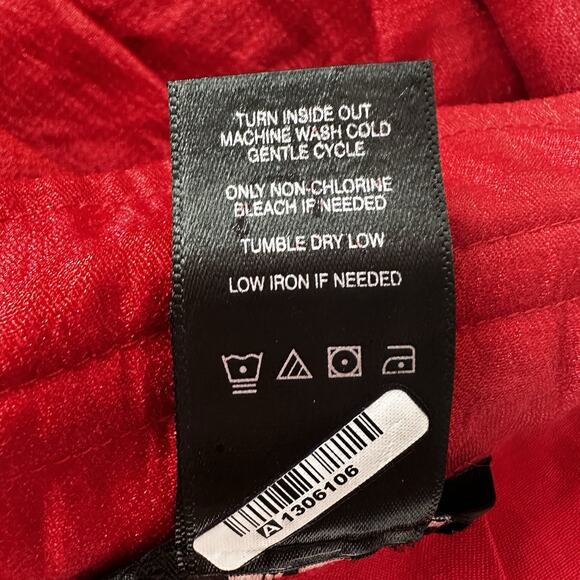 TURN INSIDE OUT
MACHINE WASH COLD
GENTLE CYCLE
ONLY NON-CHLORINE
BLEACH IF NEEDED
TUMBLE DRY LOW
LOW IRON IF NEEDED
A 1306106